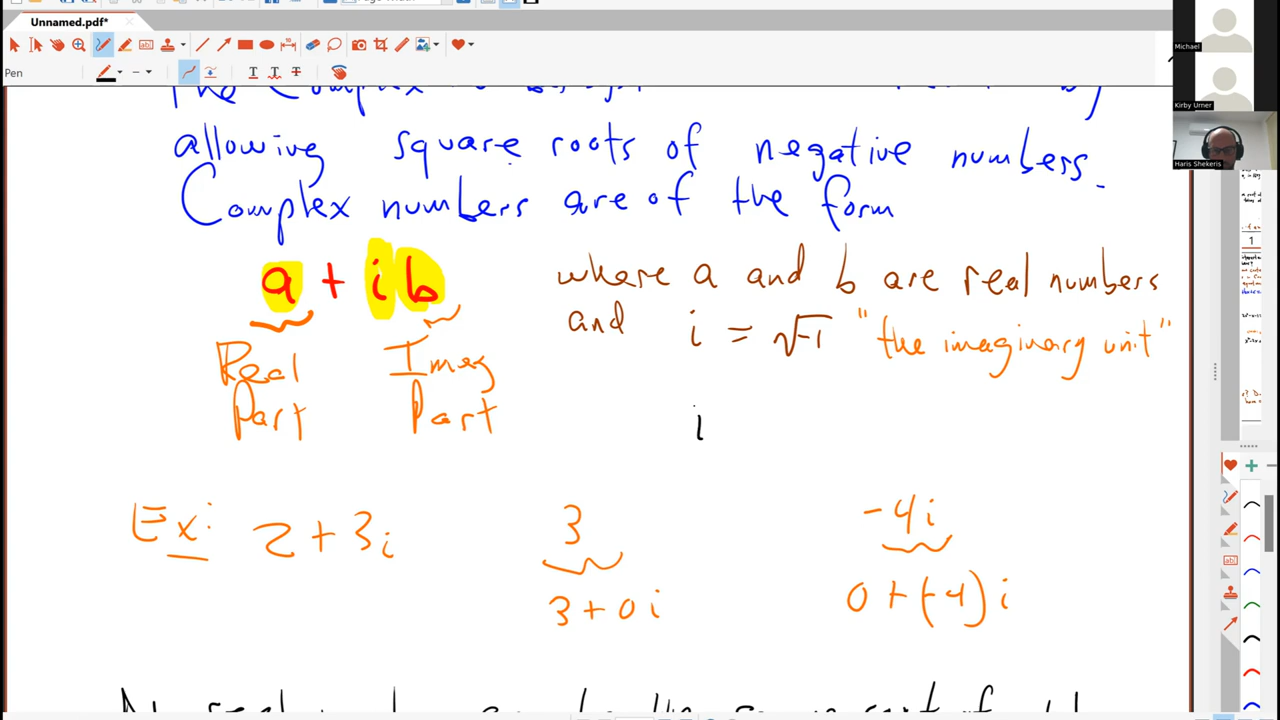 Unnamed.pdf*
Pen
Michael
Kirby Urner
Haris Shekeris
The Complex
allowing square roots of negative numbers.
Complex numbers are of the form
a + ib
where a and b are real numbers
and i = √-1 "the imaginary unit"
Real Part
Imag Part
i
Ex: 2 + 3i
3
3 + 0i
-4i
0 + (-4)i